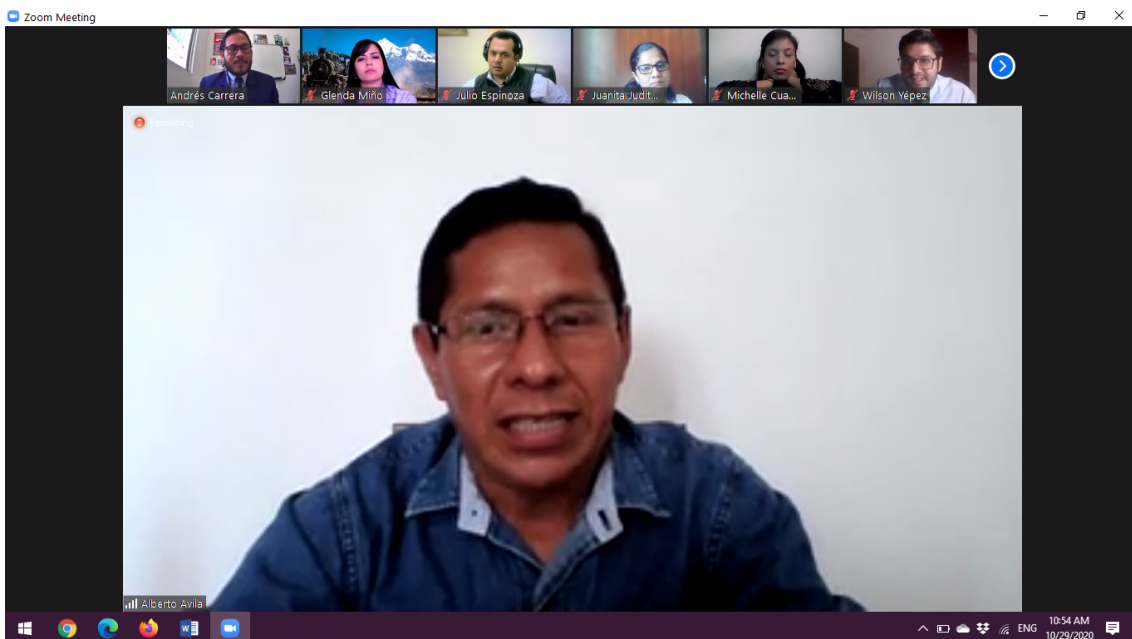 Zoom Meeting
Andrés Carrera
Glenda Miño
Julio Espinoza
Juanita Judit...
Michelle Cua...
Wilson Yépez
Recording
Alberto Avila
ENG
10:54 AM
10/29/2020